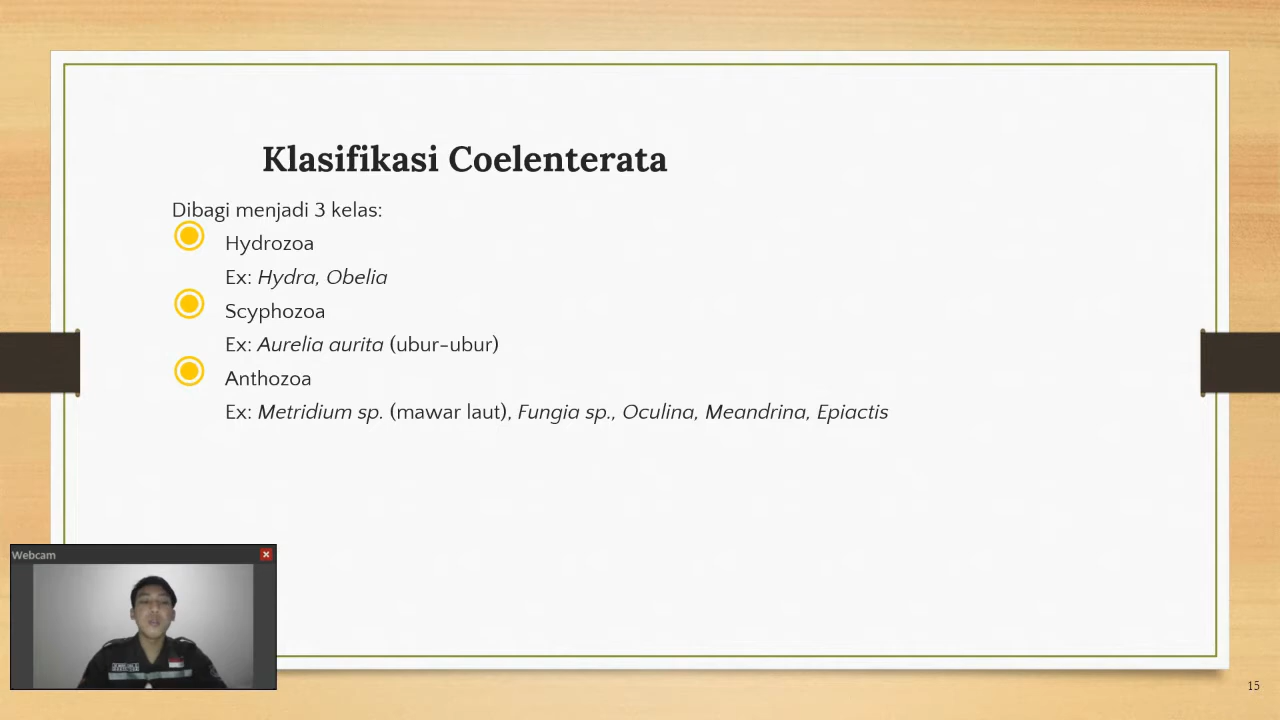 Klasifikasi Coelenterata
Dibagi menjadi 3 kelas:
Hydrozoa
Ex: Hydra, Obelia
Scyphozoa
Ex: Aurelia aurita (ubur-ubur)
Anthozoa
Ex: Metridium sp. (mawar laut), Fungia sp., Oculina, Meandrina, Epiactis
Webcam
15